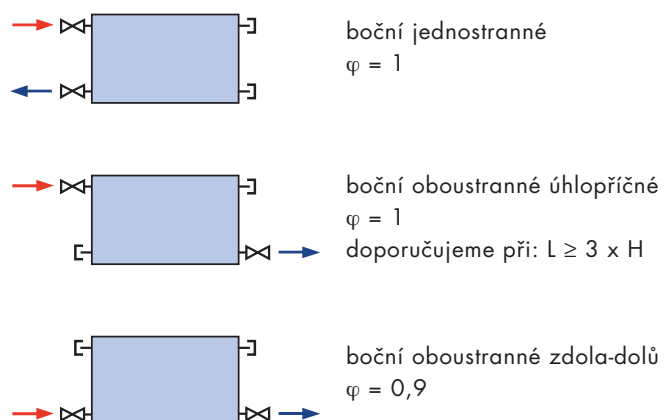 boční jednostranné
φ = 1
boční oboustranné úhlopříčné
φ = 1
doporučujeme při: L ≥ 3 x H
boční oboustranné zdola-dolů
φ = 0,9